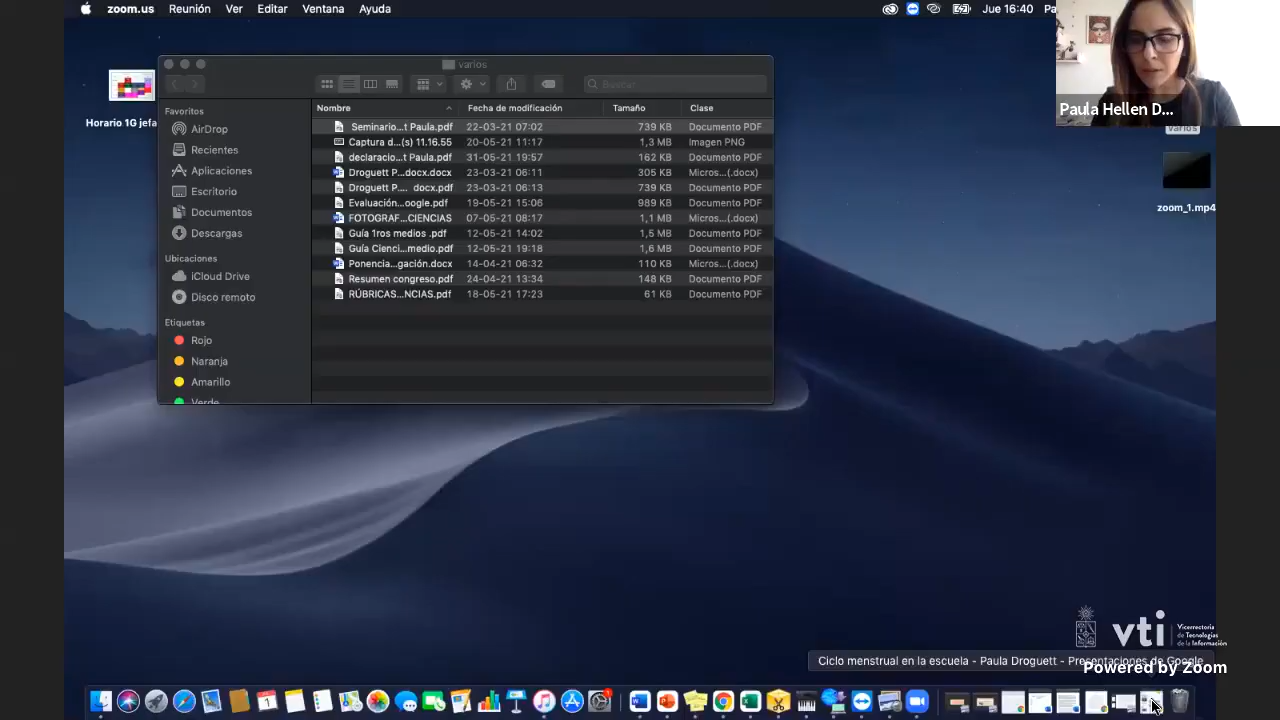 zoom.us Reunión Ver Editar Ventana Ayuda Jue 16:40 Pa
varios
Buscar
Horario 1G jefa
Favoritos
AirDrop
Recientes
Aplicaciones
Escritorio
Documentos
Descargas
Ubicaciones
iCloud Drive
Disco remoto
Etiquetas
Rojo
Naranja
Amarillo
Verde
Nombre Fecha de modificación Tamaño Clase
Seminario...t Paula.pdf 22-03-21 07:02 739 KB Documento PDF
Captura d...(s) 11.16.55 20-05-21 11:17 1,3 MB Imagen PNG
declaracio...t Paula.pdf 31-05-21 19:57 162 KB Documento PDF
Droguett P...docx.docx 23-03-21 06:11 305 KB Micros...(.docx)
Droguett P.... docx.pdf 23-03-21 06:13 739 KB Documento PDF
Evaluación...oogle.pdf 19-05-21 15:06 989 KB Documento PDF
FOTOGRAF...CIENCIAS 07-05-21 08:17 1,1 MB Micros...(.docx)
Guía 1ros medios .pdf 12-05-21 14:02 1,5 MB Documento PDF
Guía Cienci...medio.pdf 12-05-21 19:18 1,6 MB Documento PDF
Ponencia...gación.docx 14-04-21 06:32 110 KB Micros...(.docx)
Resumen congreso.pdf 24-04-21 13:34 148 KB Documento PDF
RÚBRICAS...NCIAS.pdf 18-05-21 17:23 61 KB Documento PDF
Paula Hellen D...
varios
zoom_1.mp4
vti Vicerrectoría
de Tecnologías
de la Información
Ciclo menstrual en la escuela - Paula Droguett - Presentaciones de Google
Powered by Zoom